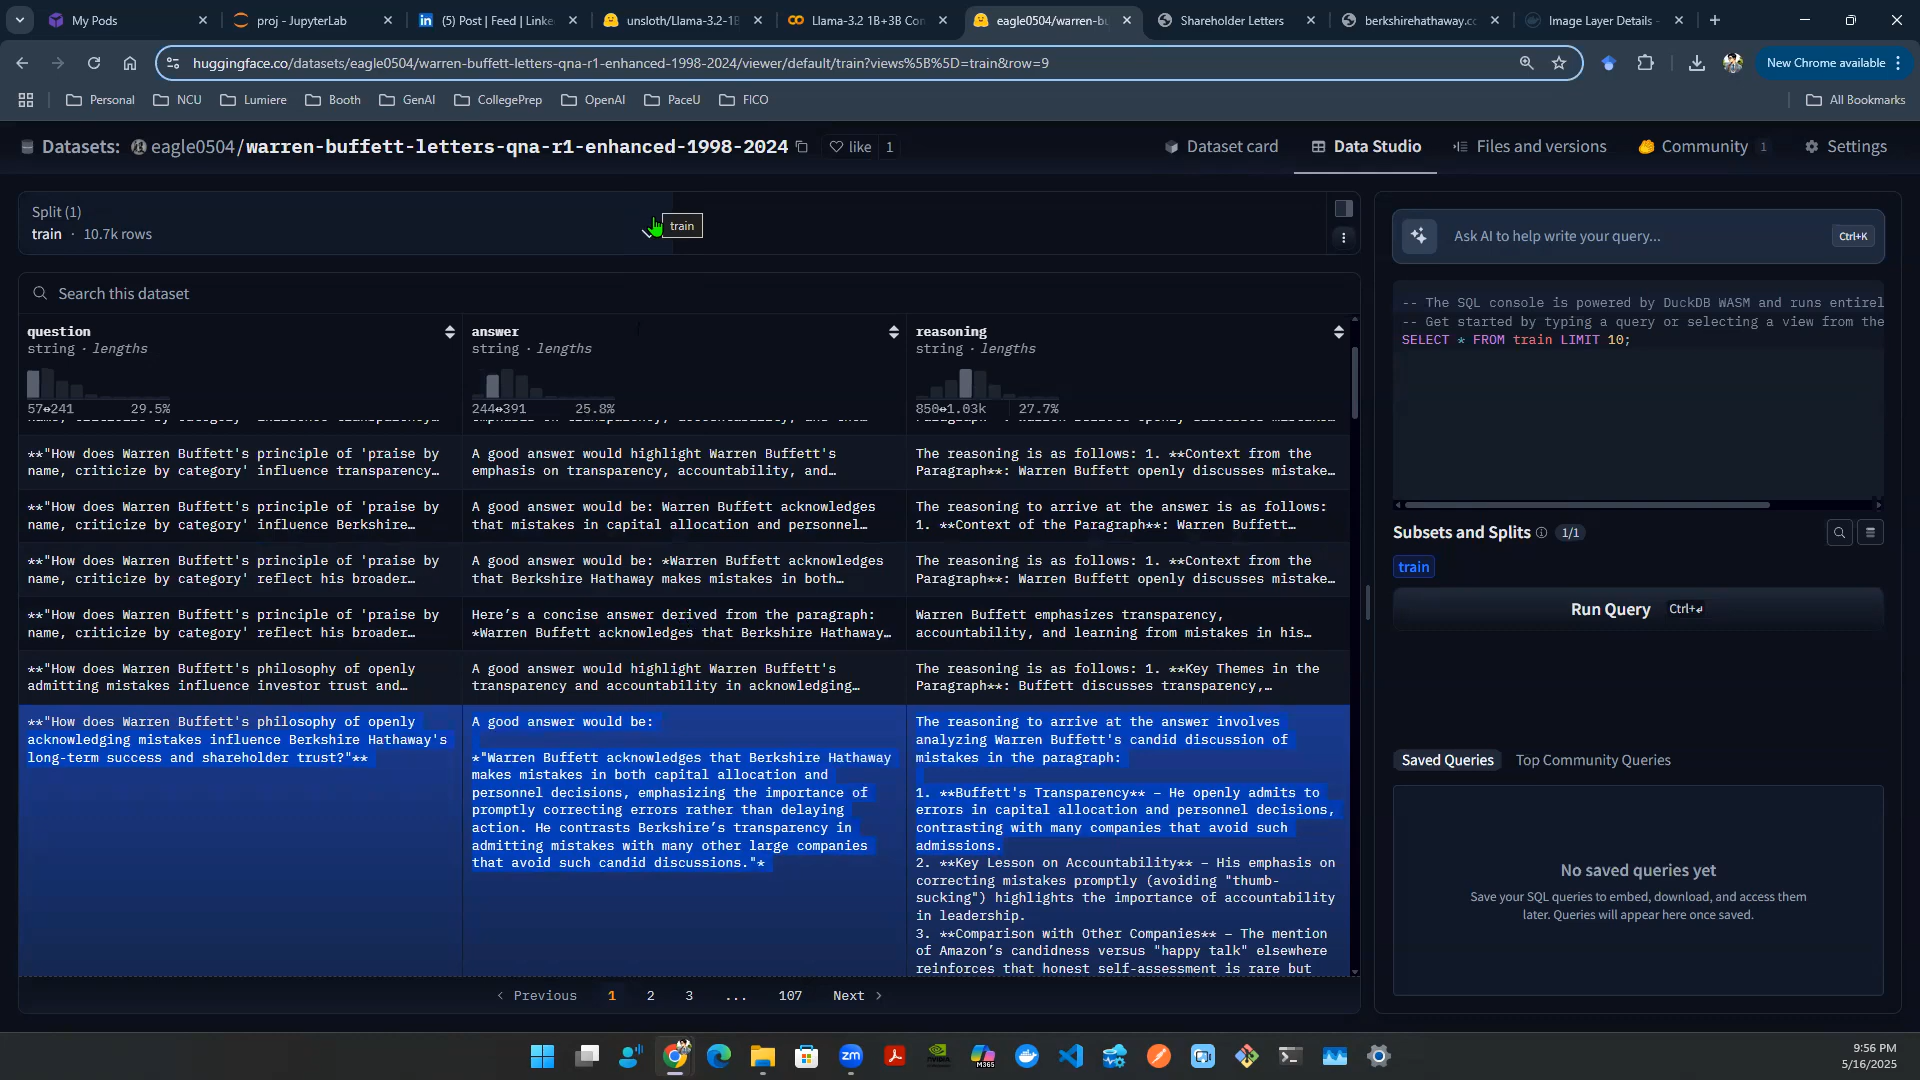 My Pods
proj - JupyterLab
(5) Post | Feed | Linke
unsloth/Llama-3.2-1B
Llama-3.2 1B+3B Con
eagle0504/warren-bu
Shareholder Letters
berkshirehathaway.co
Image Layer Details -
huggingface.co/datasets/eagle0504/warren-buffett-letters-qna-r1-enhanced-1998-2024/viewer/default/train?views%5B%5D=train&row=9
New Chrome available
Personal
NCU
Lumiere
Booth
GenAI
CollegePrep
OpenAI
PaceU
FICO
All Bookmarks
Datasets: eagle0504/warren-buffett-letters-qna-r1-enhanced-1998-2024
like 1
Dataset card
Data Studio
Files and versions
Community 1
Settings
Split (1)
train · 10.7k rows
train
Search this dataset
question
string · lengths
57↔241 29.5%
answer
string · lengths
244↔391 25.8%
reasoning
string · lengths
850↔1.03k 27.7%
**"How does Warren Buffett's principle of 'praise by
name, criticize by category' influence transparency…
A good answer would highlight Warren Buffett's
emphasis on transparency, accountability, and…
The reasoning is as follows: 1. **Context from the
Paragraph**: Warren Buffett openly discusses mistake…
**"How does Warren Buffett's principle of 'praise by
name, criticize by category' influence Berkshire…
A good answer would be: Warren Buffett acknowledges
that mistakes in capital allocation and personnel…
The reasoning to arrive at the answer is as follows:
1. **Context of the Paragraph**: Warren Buffett…
**"How does Warren Buffett's principle of 'praise by
name, criticize by category' reflect his broader…
A good answer would be: *Warren Buffett acknowledges
that Berkshire Hathaway makes mistakes in both…
The reasoning is as follows: 1. **Context from the
Paragraph**: Warren Buffett openly discusses mistake…
**"How does Warren Buffett's principle of 'praise by
name, criticize by category' reflect his broader…
Here's a concise answer derived from the paragraph:
*Warren Buffett acknowledges that Berkshire Hathaway…
Warren Buffett emphasizes transparency,
accountability, and learning from mistakes in his…
**"How does Warren Buffett's philosophy of openly
admitting mistakes influence investor trust and…
A good answer would highlight Warren Buffett's
transparency and accountability in acknowledging…
The reasoning is as follows: 1. **Key Themes in the
Paragraph**: Buffett discusses transparency,…
**"How does Warren Buffett's philosophy of openly
acknowledging mistakes influence Berkshire Hathaway's
long-term success and shareholder trust?"**
A good answer would be:
*"Warren Buffett acknowledges that Berkshire Hathaway
makes mistakes in both capital allocation and
personnel decisions, emphasizing the importance of
promptly correcting errors rather than delaying
action. He contrasts Berkshire's transparency in
admitting mistakes with many other large companies
that avoid such candid discussions."*
The reasoning to arrive at the answer involves
analyzing Warren Buffett's candid discussion of
mistakes in the paragraph:
1. **Buffett's Transparency** – He openly admits to
errors in capital allocation and personnel decisions,
contrasting with many companies that avoid such
admissions.
2. **Key Lesson on Accountability** – His emphasis on
correcting mistakes promptly (avoiding "thumb-
sucking") highlights the importance of accountability
in leadership.
3. **Comparison with Other Companies** – The mention
of Amazon's candidness versus "happy talk" elsewhere
reinforces that honest self-assessment is rare but
Previous 1 2 3 ... 107 Next
Ask AI to help write your query...
Ctrl+K
-- The SQL console is powered by DuckDB WASM and runs entirel
-- Get started by typing a query or selecting a view from the
SELECT * FROM train LIMIT 10;
Subsets and Splits 1/1
train
Run Query Ctrl+↵
Saved Queries
Top Community Queries
No saved queries yet
Save your SQL queries to embed, download, and access them
later. Queries will appear here once saved.
zm
M365
9:56 PM
5/16/2025